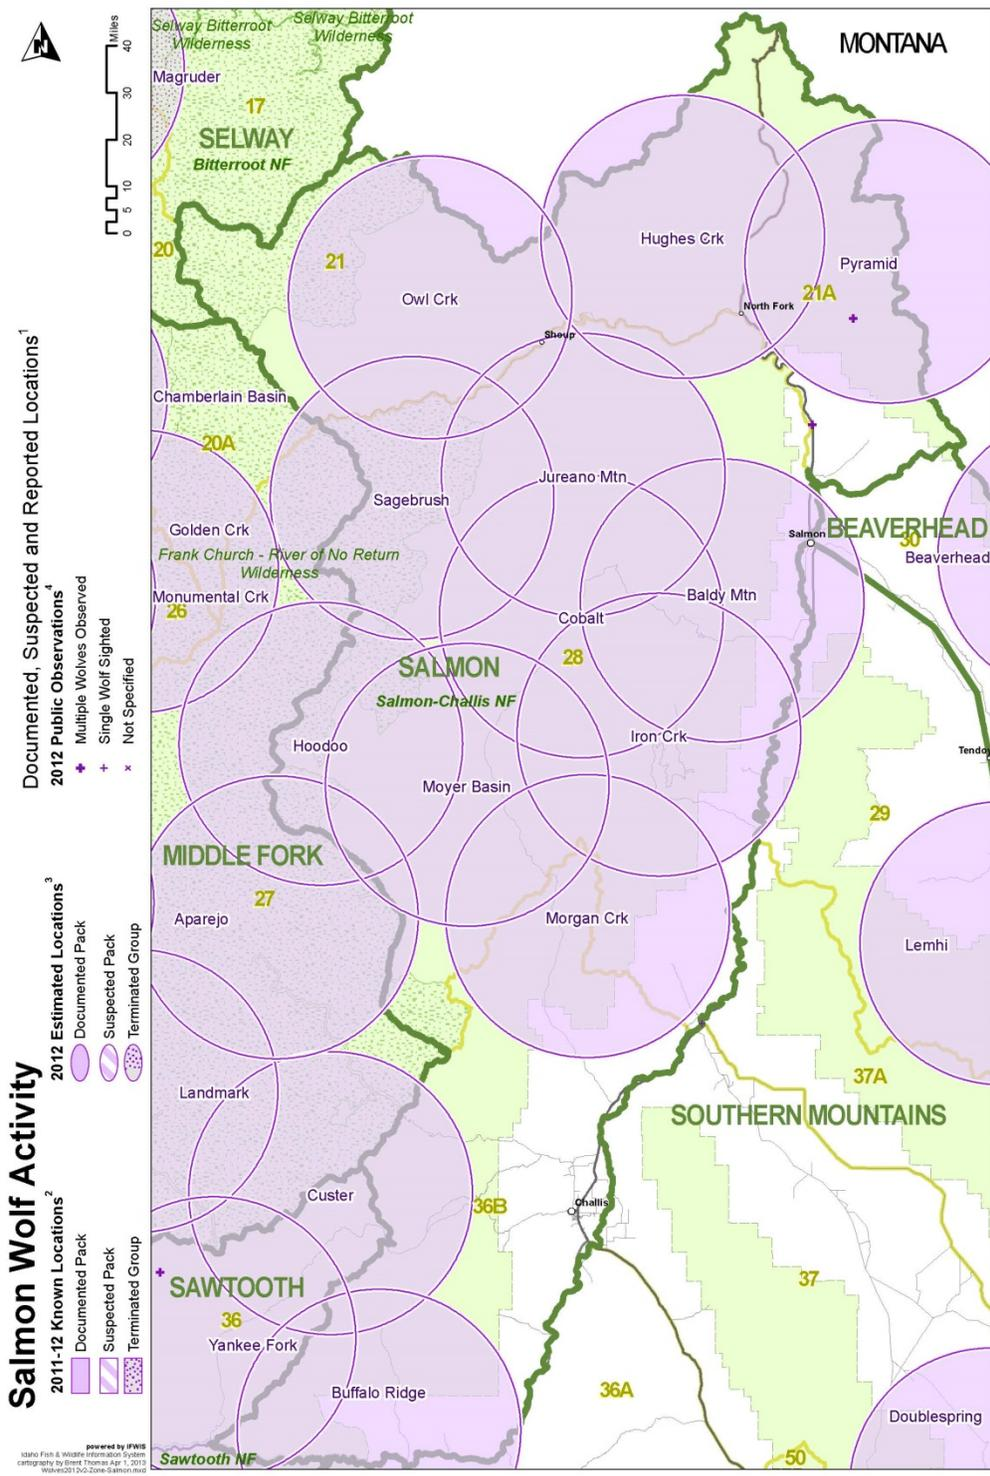 Salmon Wolf Activity
Documented, Suspected and Reported Locations1
2011-12 Known Locations2
Documented Pack
Suspected Pack
Terminated Group
2012 Estimated Locations3
Documented Pack
Suspected Pack
Terminated Group
2012 Public Observations4
Multiple Wolves Observed
Single Wolf Sighted
Not Specified
0 5 10 20 30 40
Miles
N
powered by IFWIS
Idaho Fish & Wildlife Information System
cartography by Brent Thomas Apr 1, 2013
Wolves2012v2-Zone-Salmon.mxd
Selway Bitterroot
Wilderness
Selway Bitterroot
Wilderness
MONTANA
Magruder
17
SELWAY
Bitterroot NF
20
21
Hughes Crk
Pyramid
21A
Owl Crk
North Fork
Shoup
Chamberlain Basin
20A
Jureano Mtn
Sagebrush
Golden Crk
Salmon
BEAVERHEAD
30
Beaverhead
Frank Church - River of No Return
Wilderness
Monumental Crk
26
Baldy Mtn
Cobalt
28
SALMON
Salmon-Challis NF
Iron Crk
Hoodoo
Tendoy
Moyer Basin
29
MIDDLE FORK
27
Aparejo
Morgan Crk
Lemhi
37A
Landmark
SOUTHERN MOUNTAINS
Custer
36B
Challis
SAWTOOTH
37
36
Yankee Fork
Buffalo Ridge
36A
Doublespring
Sawtooth NF
50